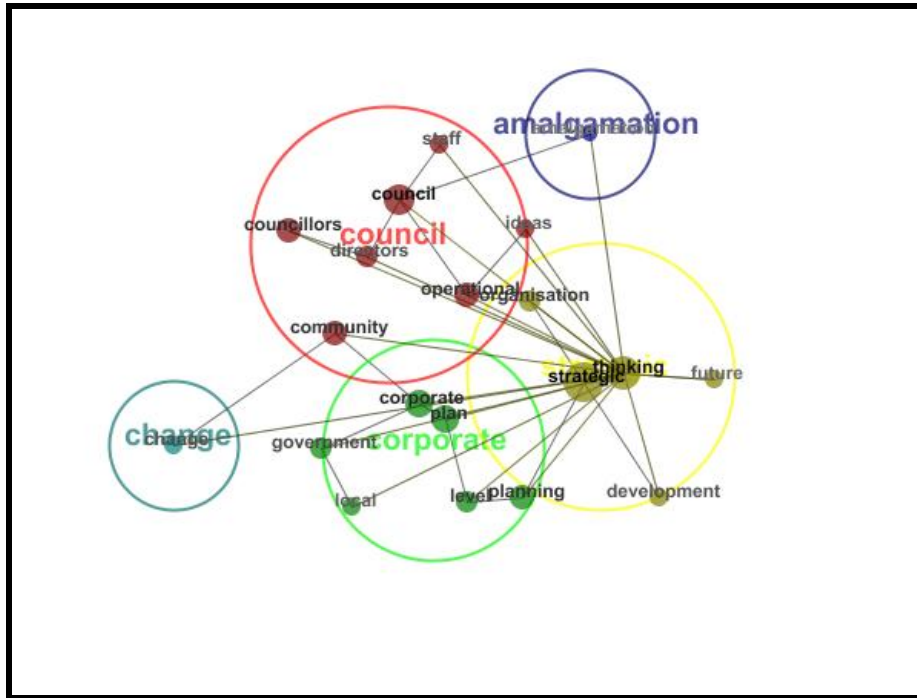 amalgamation
staff
council
councillors
council
directors
ideas
operational
organisation
community
thinking
strategic
future
corporate
plan
change
change
government
corporate
local
level
planning
development